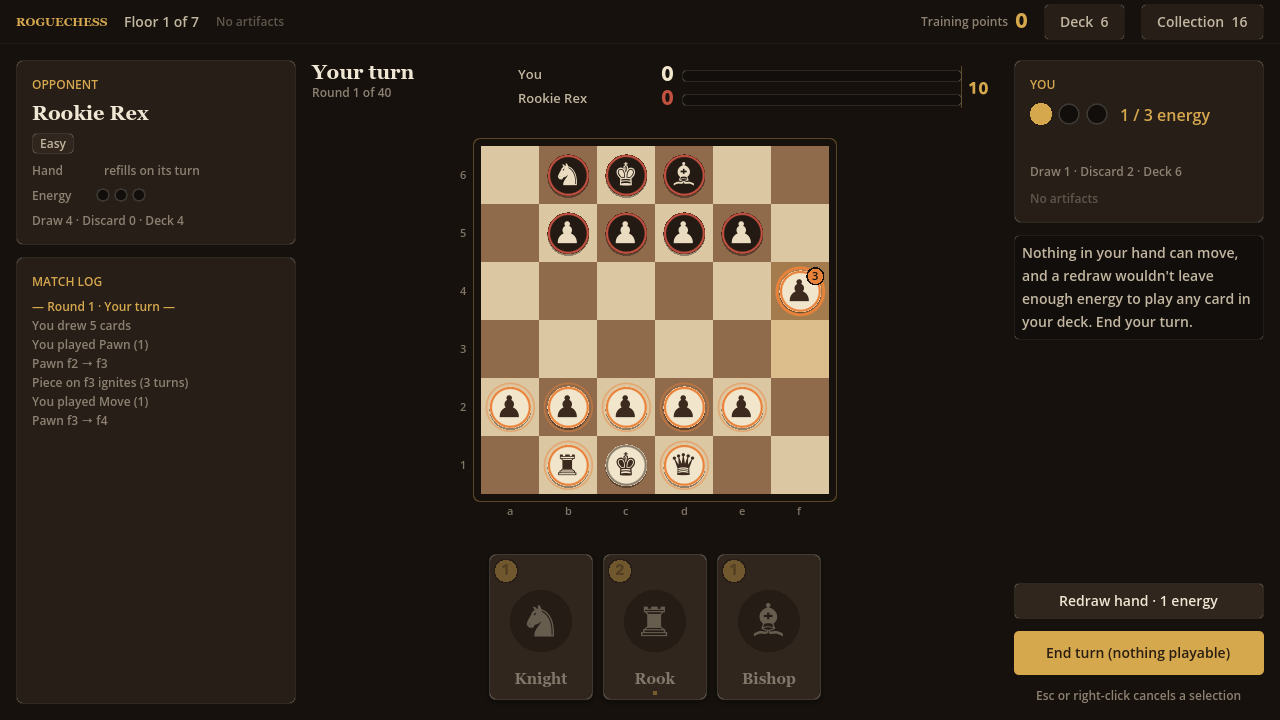 ROGUECHESS
Floor 1 of 7
No artifacts
Training points 0
Deck 6
Collection 16
OPPONENT
Rookie Rex
Easy
Hand refills on its turn
Energy
Draw 4 · Discard 0 · Deck 4
MATCH LOG
— Round 1 · Your turn —
You drew 5 cards
You played Pawn (1)
Pawn f2 → f3
Piece on f3 ignites (3 turns)
You played Move (1)
Pawn f3 → f4
Your turn
Round 1 of 40
You 0
Rookie Rex 0
10
6
5
4
3
2
1
3
a b c d e f
1
Knight
2
Rook
1
Bishop
YOU
1 / 3 energy
Draw 1 · Discard 2 · Deck 6
No artifacts
Nothing in your hand can move,
and a redraw wouldn't leave
enough energy to play any card in
your deck. End your turn.
Redraw hand · 1 energy
End turn (nothing playable)
Esc or right-click cancels a selection